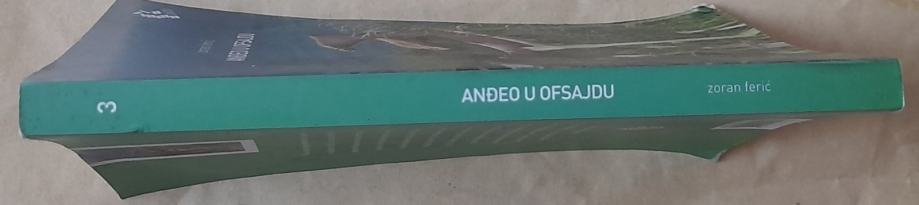 3
ANĐEO U OFSAJDU
zoran ferić